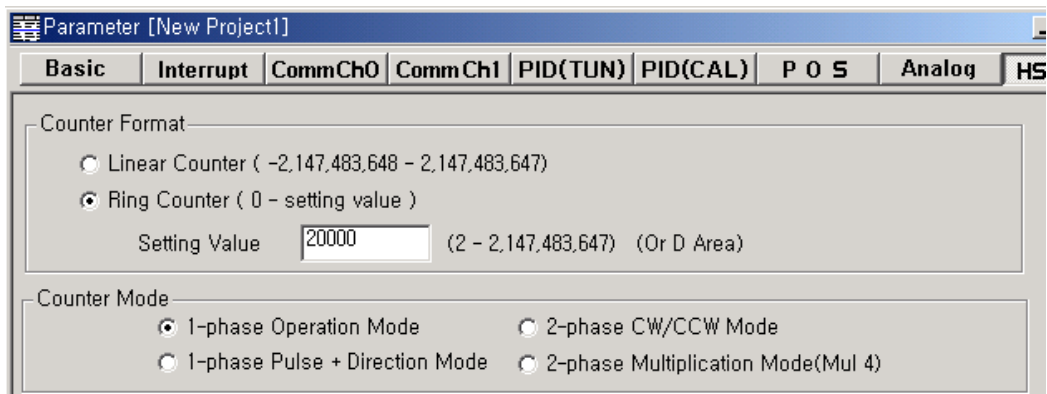 Parameter [New Project1]
Basic Interrupt CommCh0 CommCh1 PID(TUN) PID(CAL) P O S Analog HS
Counter Format
Linear Counter ( -2,147,483,648 - 2,147,483,647)
Ring Counter ( 0 - setting value )
Setting Value 20000 (2 - 2,147,483,647) (Or D Area)
Counter Mode
1-phase Operation Mode 2-phase CW/CCW Mode
1-phase Pulse + Direction Mode 2-phase Multiplication Mode(Mul 4)